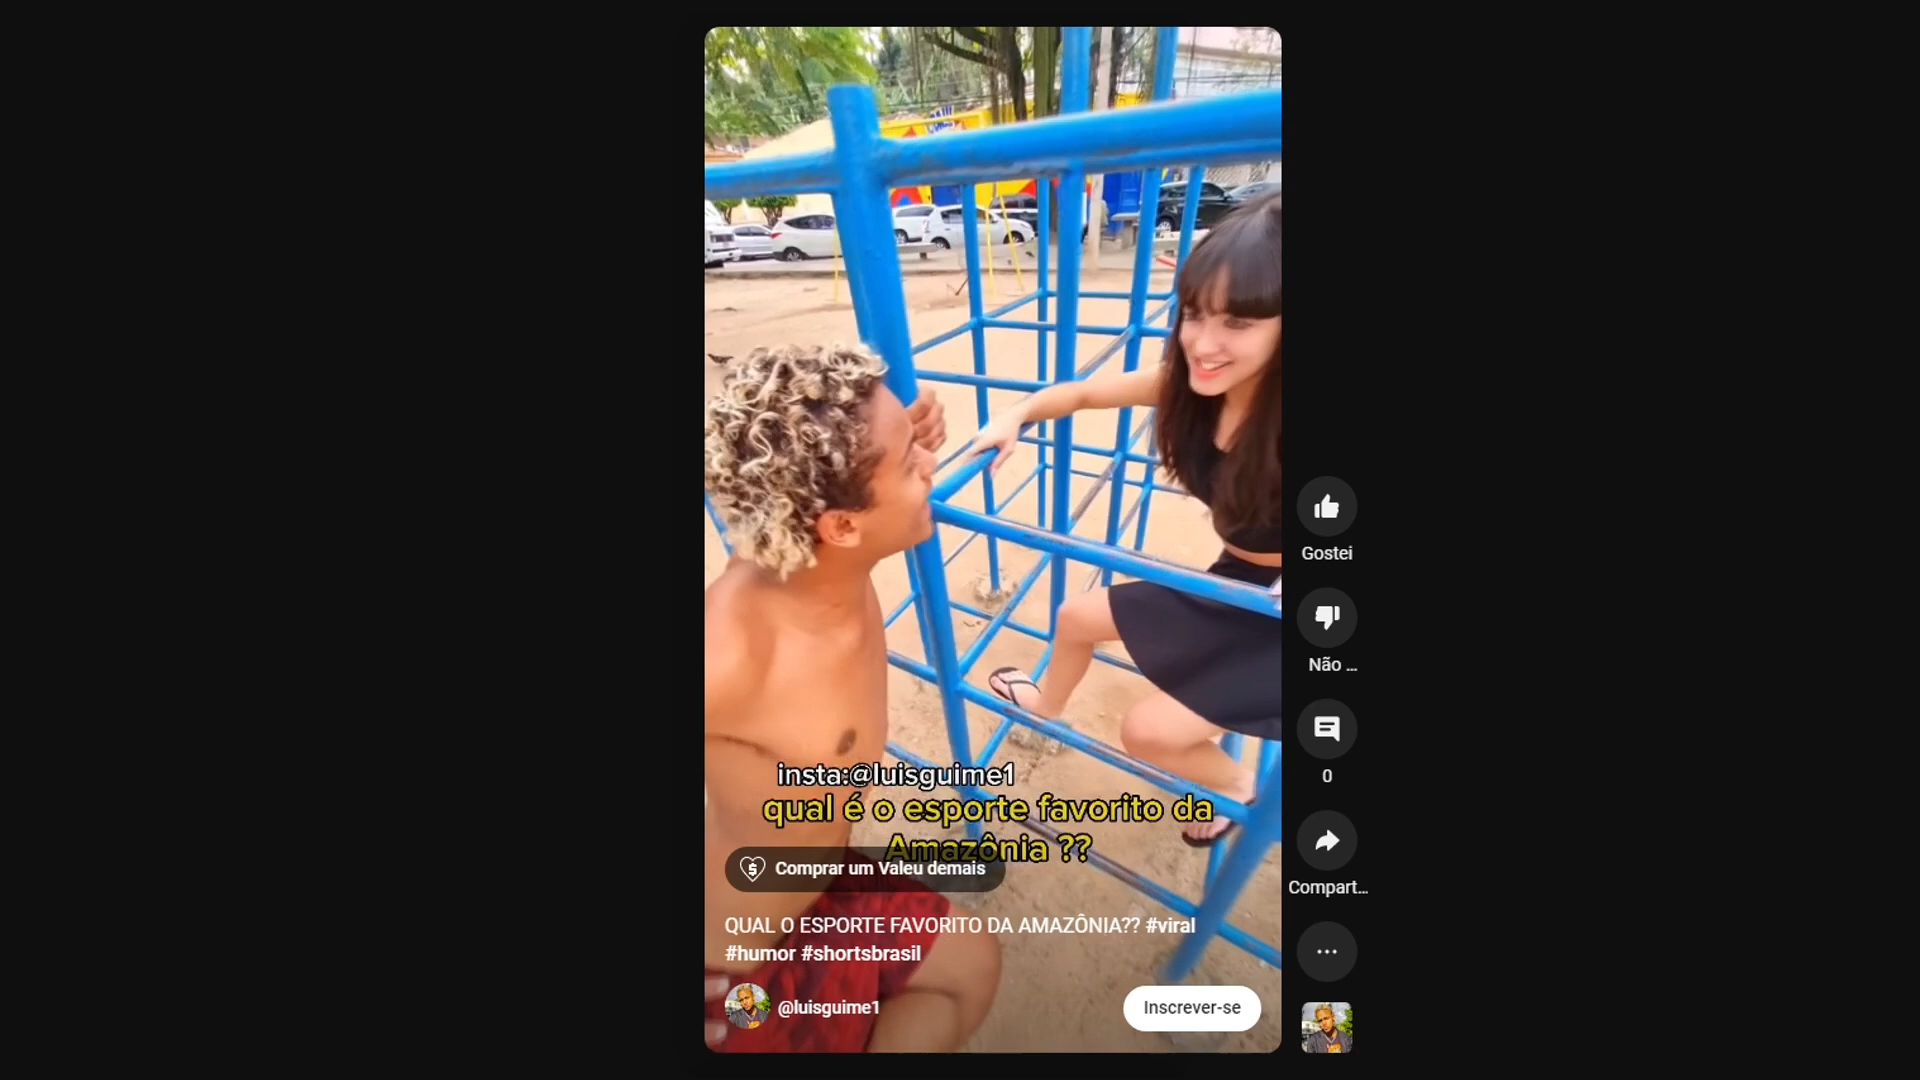 insta:@luisguime1
qual é o esporte favorito da
Amazônia ??
Comprar um Valeu demais
QUAL O ESPORTE FAVORITO DA AMAZÔNIA?? #viral
#humor #shortsbrasil
@luisguime1
Inscrever-se
Gostei
Não ...
0
Compart...